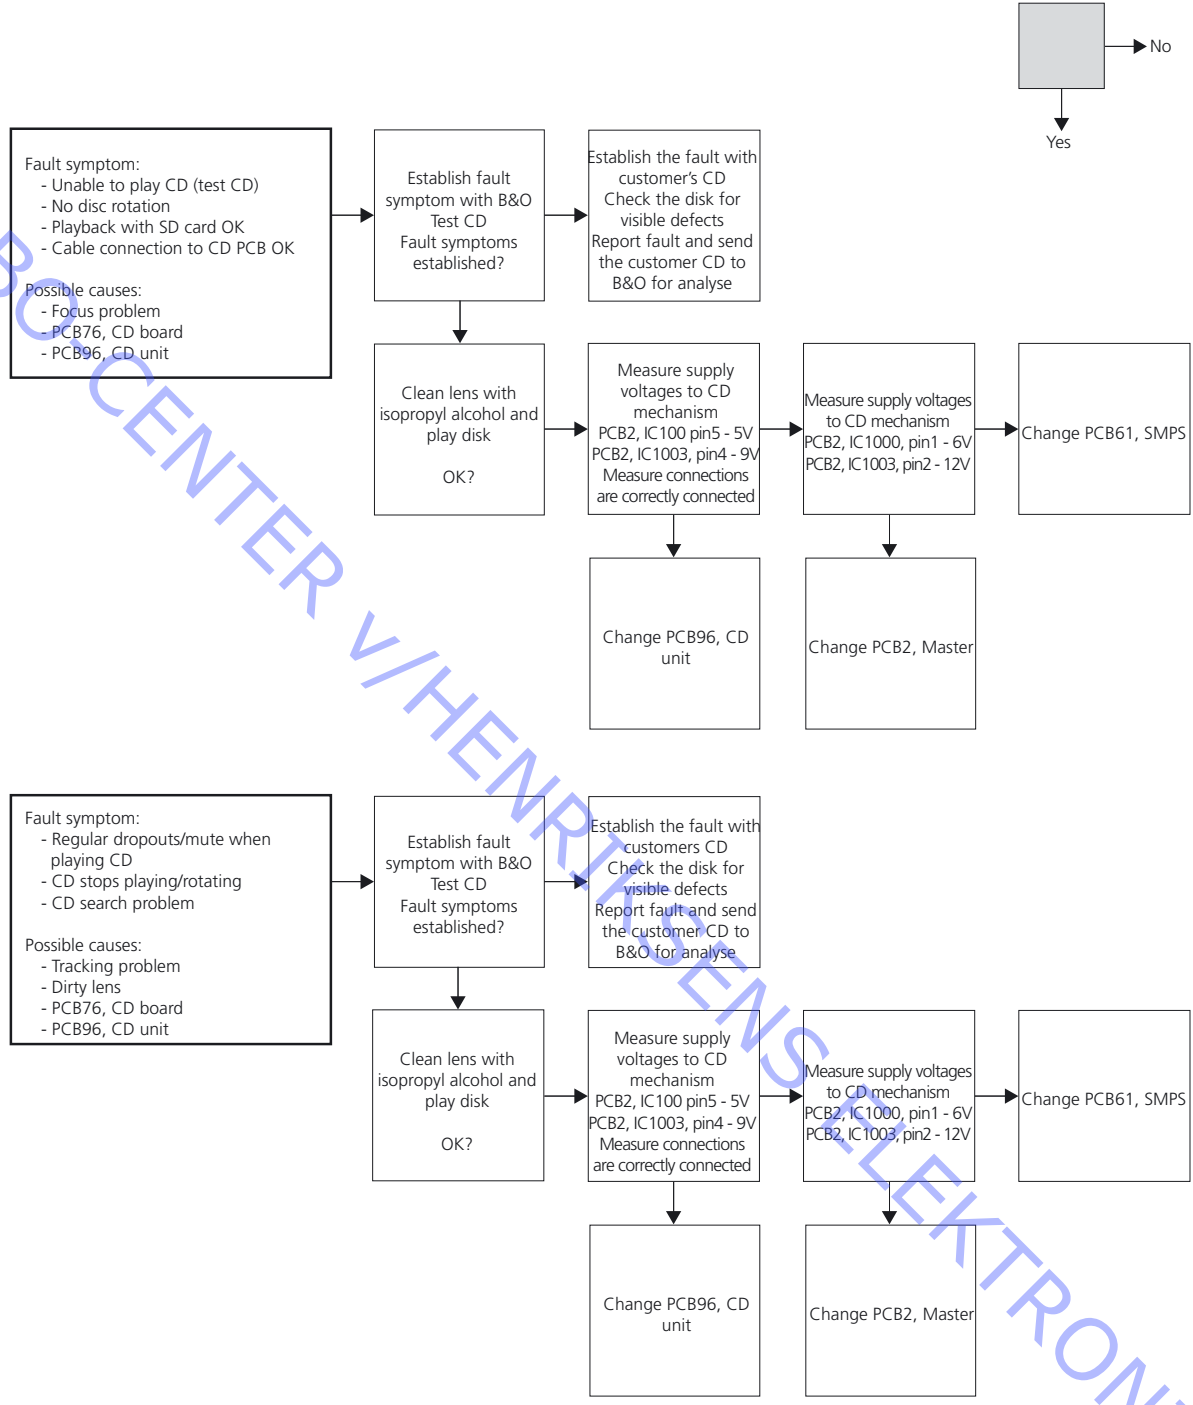 No
Yes
Fault symptom:
- Unable to play CD (test CD)
- No disc rotation
- Playback with SD card OK
- Cable connection to CD PCB OK
Possible causes:
- Focus problem
- PCB76, CD board
- PCB96, CD unit
Establish fault
symptom with B&O
Test CD
Fault symptoms
established?
Establish the fault with
customer's CD
Check the disk for
visible defects
Report fault and send
the customer CD to
B&O for analyse
Clean lens with
isopropyl alcohol and
play disk
OK?
Measure supply
voltages to CD
mechanism
PCB2, IC100 pin5 - 5V
PCB2, IC1003, pin4 - 9V
Measure connections
are correctly connected
Measure supply voltages
to CD mechanism
PCB2, IC1000, pin1 - 6V
PCB2, IC1003, pin2 - 12V
Change PCB61, SMPS
Change PCB96, CD
unit
Change PCB2, Master
Fault symptom:
- Regular dropouts/mute when
playing CD
- CD stops playing/rotating
- CD search problem
Possible causes:
- Tracking problem
- Dirty lens
- PCB76, CD board
- PCB96, CD unit
Establish fault
symptom with B&O
Test CD
Fault symptoms
established?
Establish the fault with
customers CD
Check the disk for
visible defects
Report fault and send
the customer CD to
B&O for analyse
Clean lens with
isopropyl alcohol and
play disk
OK?
Measure supply
voltages to CD
mechanism
PCB2, IC100 pin5 - 5V
PCB2, IC1003, pin4 - 9V
Measure connections
are correctly connected
Measure supply voltages
to CD mechanism
PCB2, IC1000, pin1 - 6V
PCB2, IC1003, pin2 - 12V
Change PCB61, SMPS
Change PCB96, CD
unit
Change PCB2, Master
BO-CENTER v/HENRIKSENS ELEKTRONI